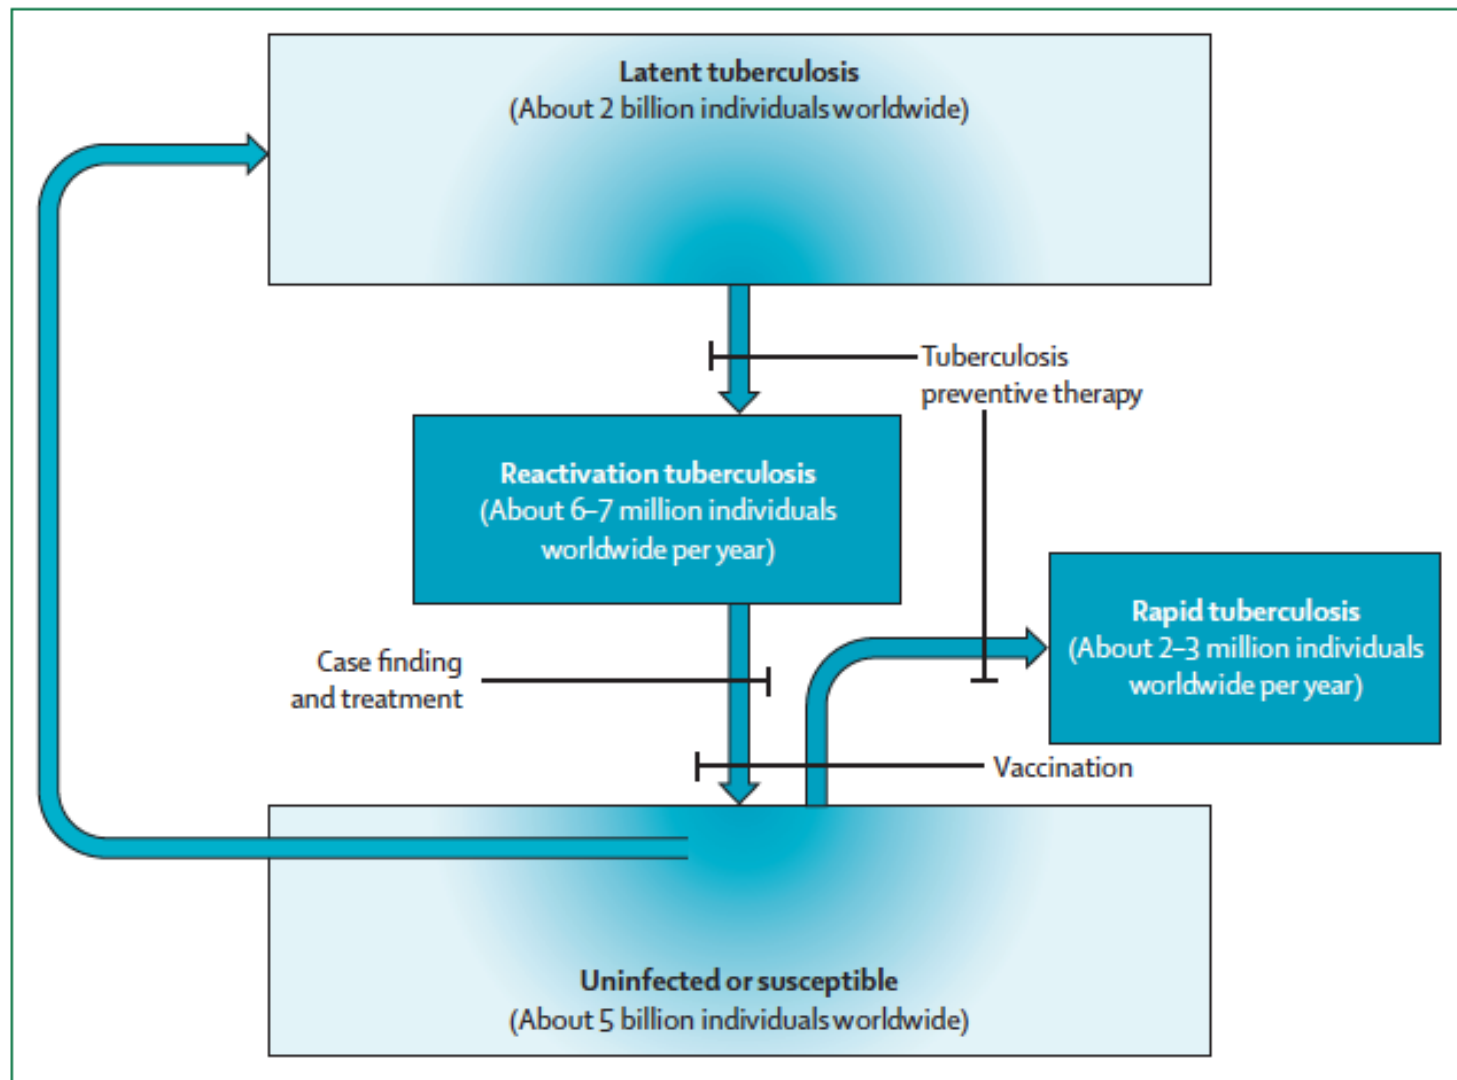 Latent tuberculosis
(About 2 billion individuals worldwide)
Tuberculosis
preventive therapy
Reactivation tuberculosis
(About 6–7 million individuals
worldwide per year)
Rapid tuberculosis
(About 2–3 million individuals
worldwide per year)
Case finding
and treatment
Vaccination
Uninfected or susceptible
(About 5 billion individuals worldwide)